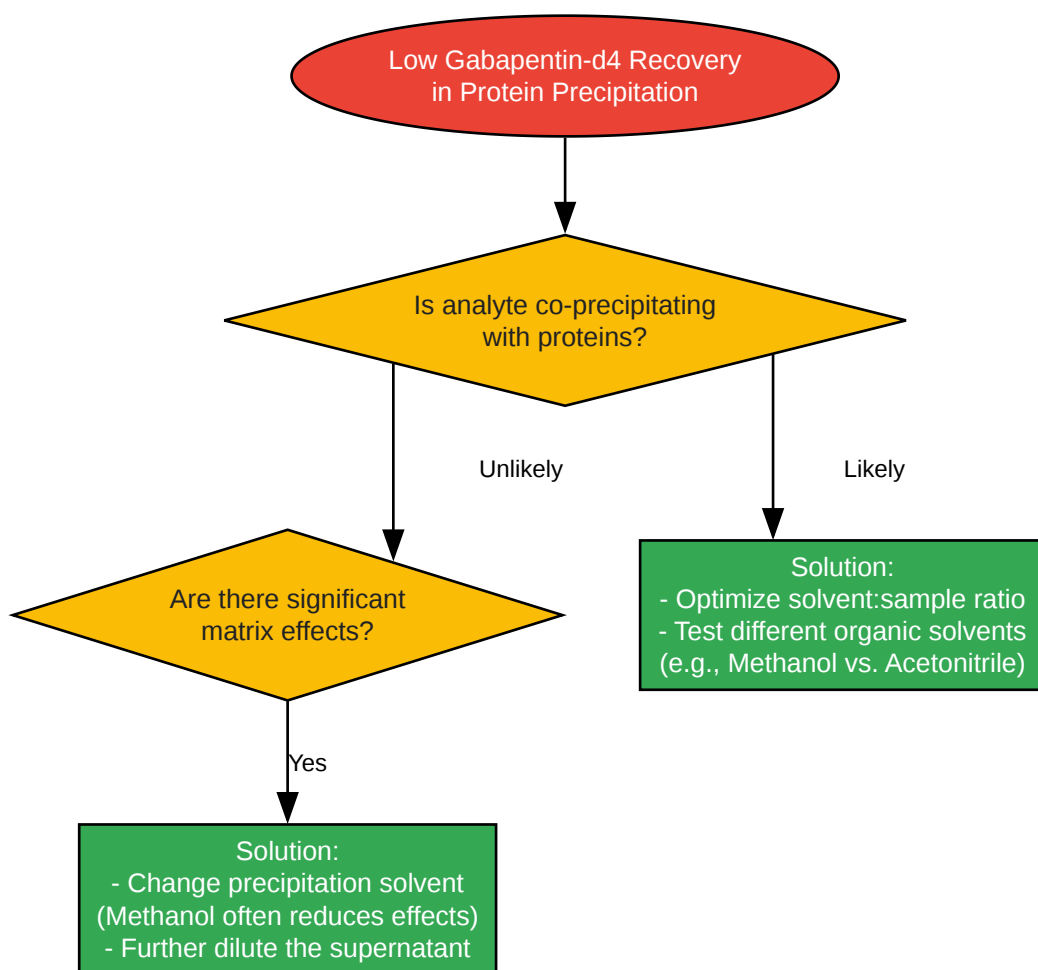 Low Gabapentin-d4 Recovery
in Protein Precipitation
Is analyte co-precipitating
with proteins?
Unlikely
Likely
Are there significant
matrix effects?
Solution:
- Optimize solvent:sample ratio
- Test different organic solvents
(e.g., Methanol vs. Acetonitrile)
Yes
Solution:
- Change precipitation solvent
(Methanol often reduces effects)
- Further dilute the supernatant